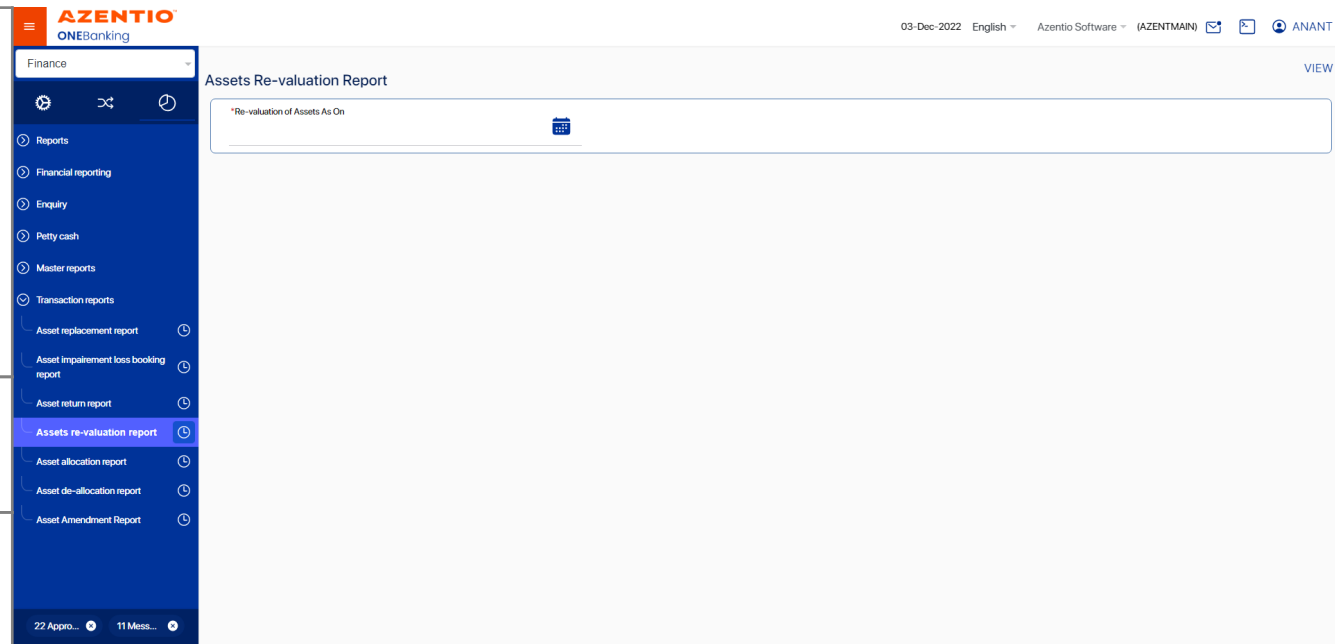 AZENTIO
ONEBanking
03-Dec-2022 English Azentio Software (AZENTMAIN) ANANT
Finance
VIEW
Assets Re-valuation Report
*Re-valuation of Assets As On
Reports
Financial reporting
Enquiry
Petty cash
Master reports
Transaction reports
Asset replacement report
Asset impairement loss booking
report
Asset return report
Assets re-valuation report
Asset allocation report
Asset de-allocation report
Asset Amendment Report
22 Appro... 11 Mess...